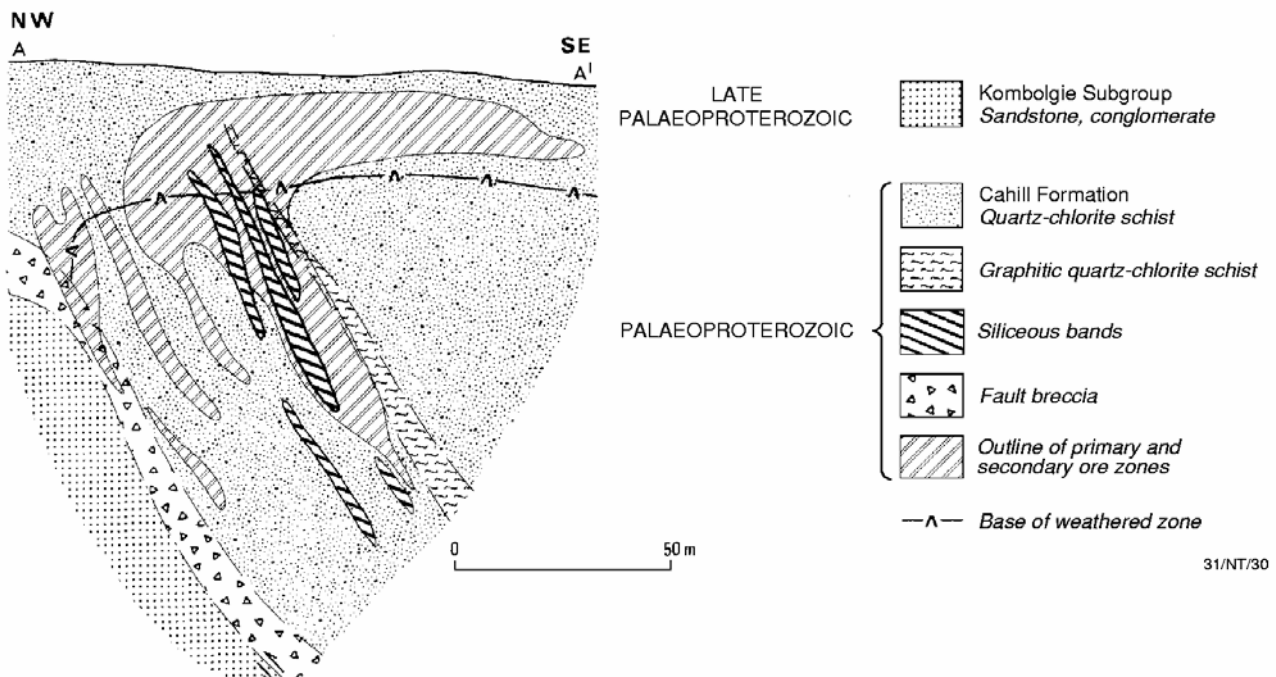 NW
A
SE
A'
LATE
PALAEOPROTEROZOIC
Kombolgie Subgroup
Sandstone, conglomerate
Cahill Formation
Quartz-chlorite schist
Graphitic quartz-chlorite schist
PALAEOPROTEROZOIC
Siliceous bands
Fault breccia
Outline of primary and
secondary ore zones
Base of weathered zone
0 50 m
31/NT/30